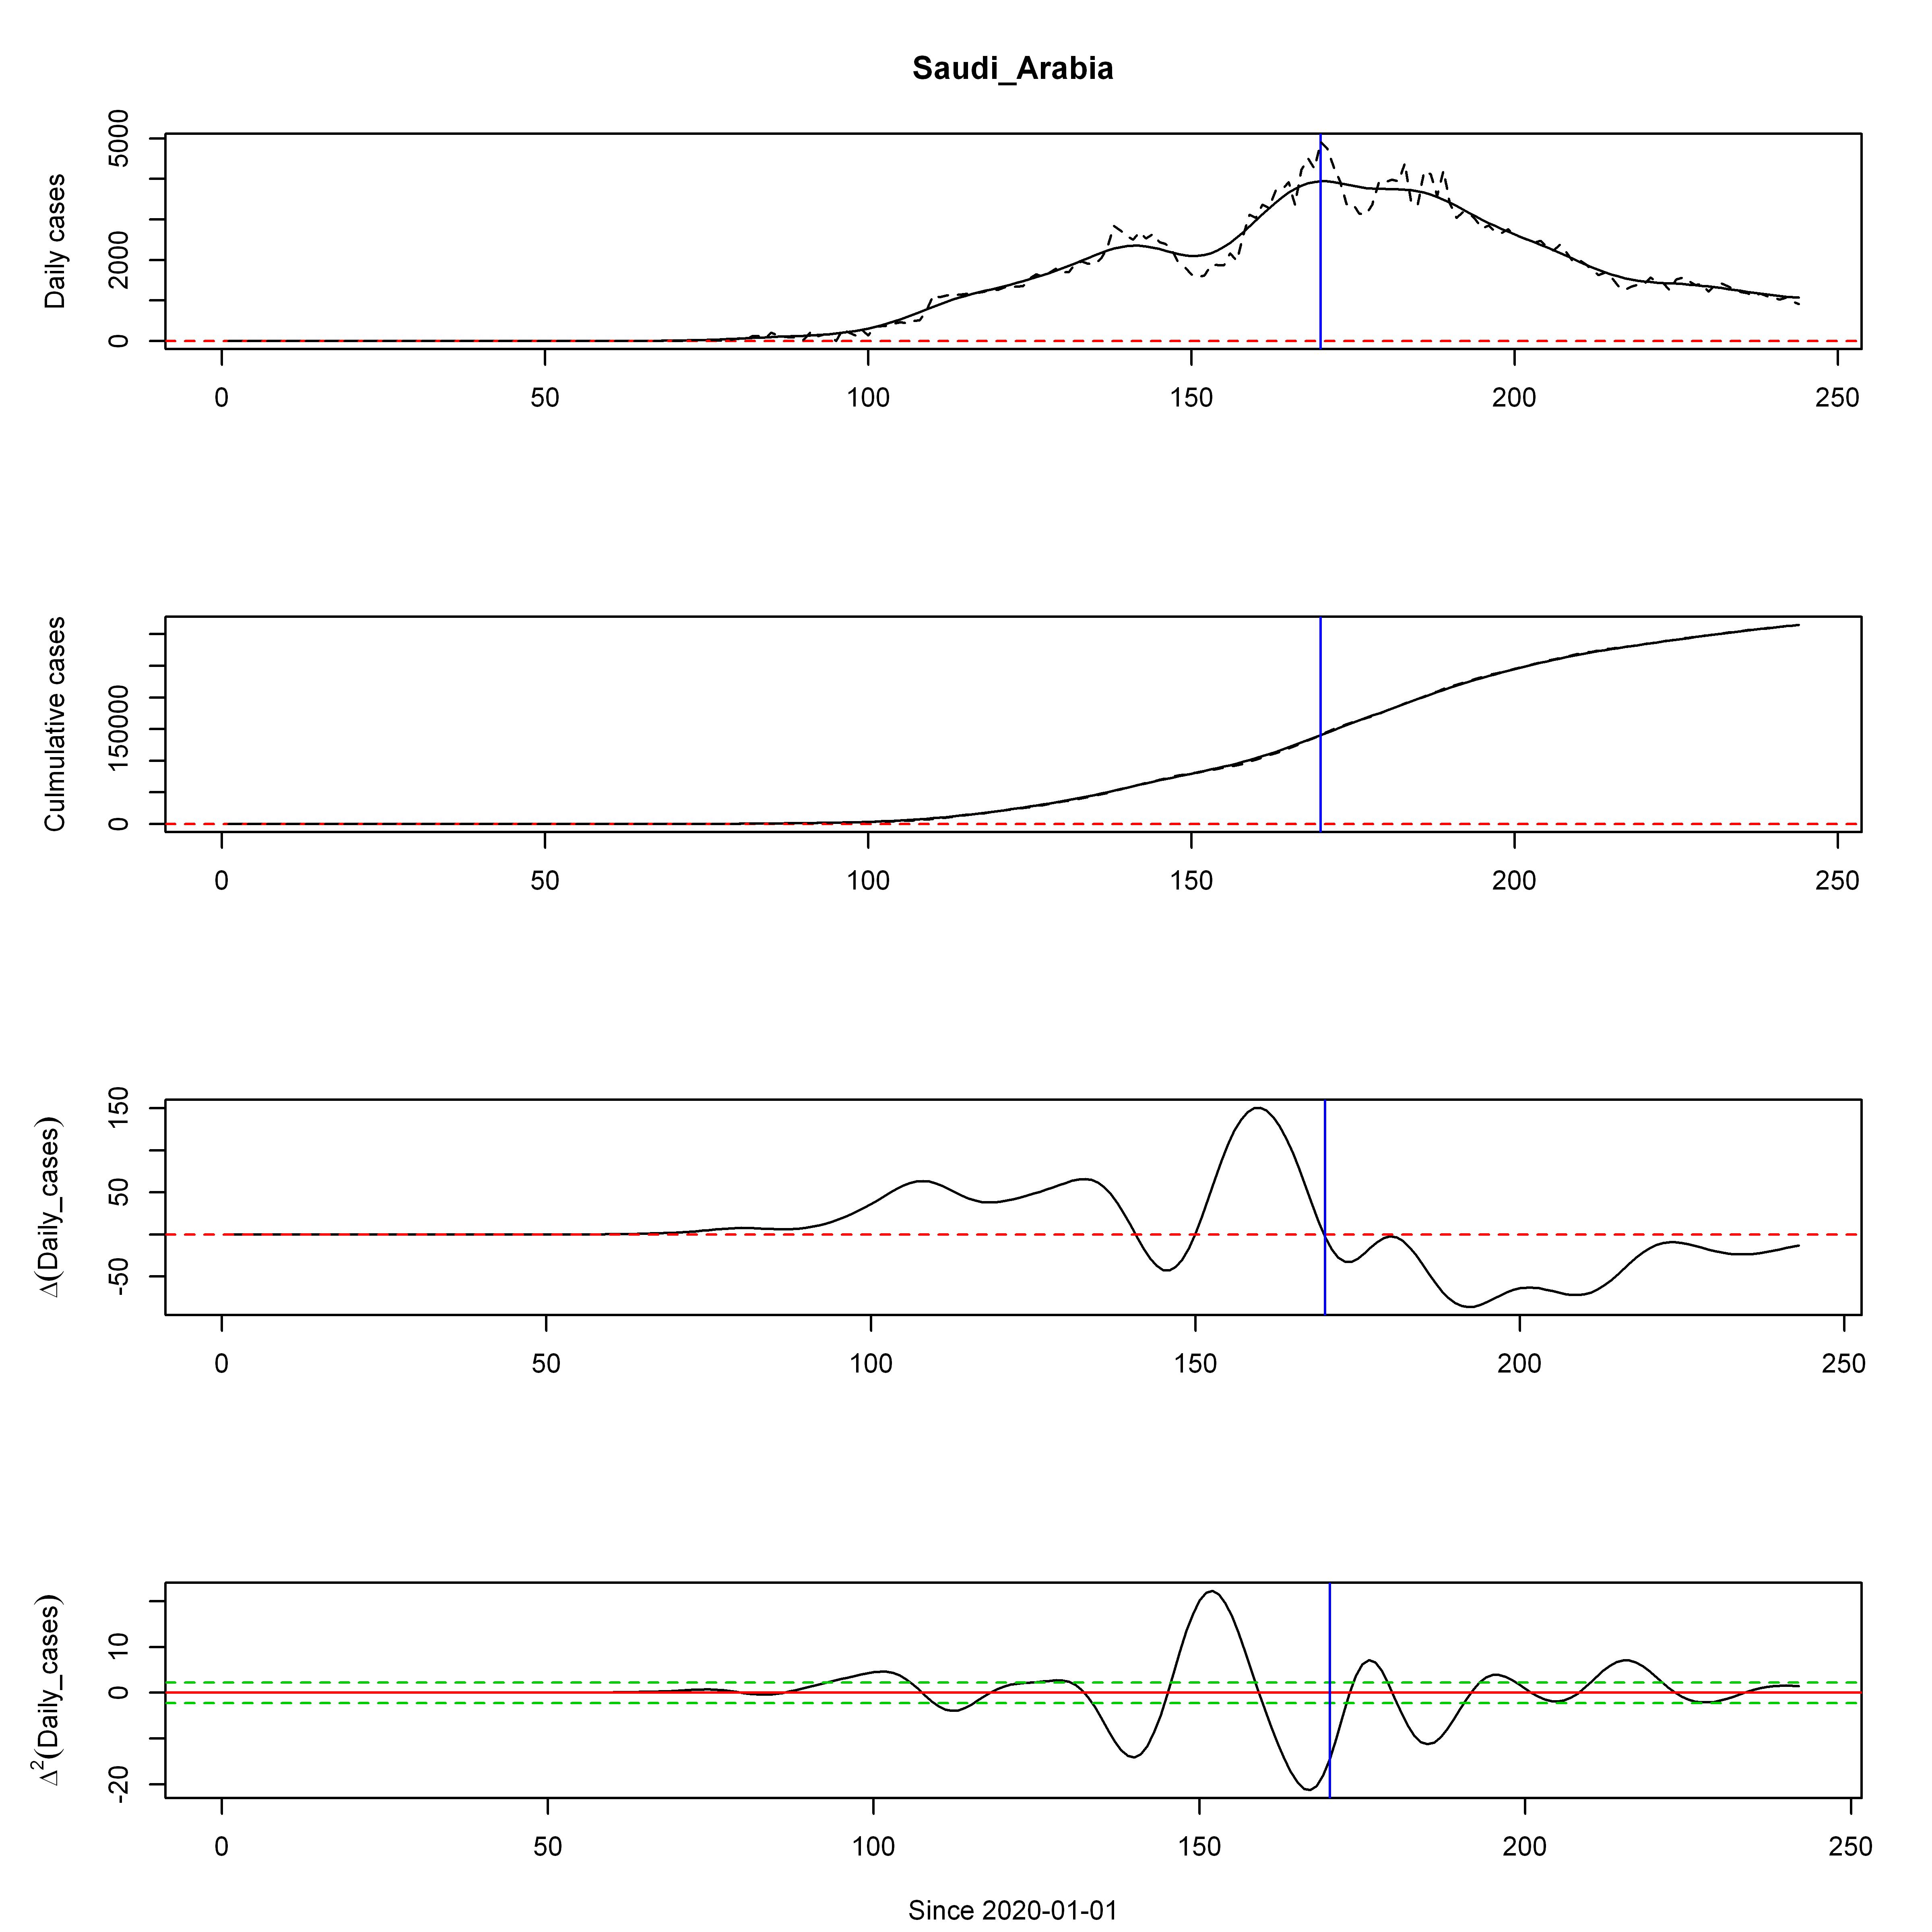 Saudi_Arabia
Daily cases
5000
2000
0
0 50 100 150 200 250
Culmulative cases
150000
0
0 50 100 150 200 250
Δ(Daily_cases)
150
50
-50
0 50 100 150 200 250
Δ²(Daily_cases)
10
0
-20
0 50 100 150 200 250
Since 2020-01-01